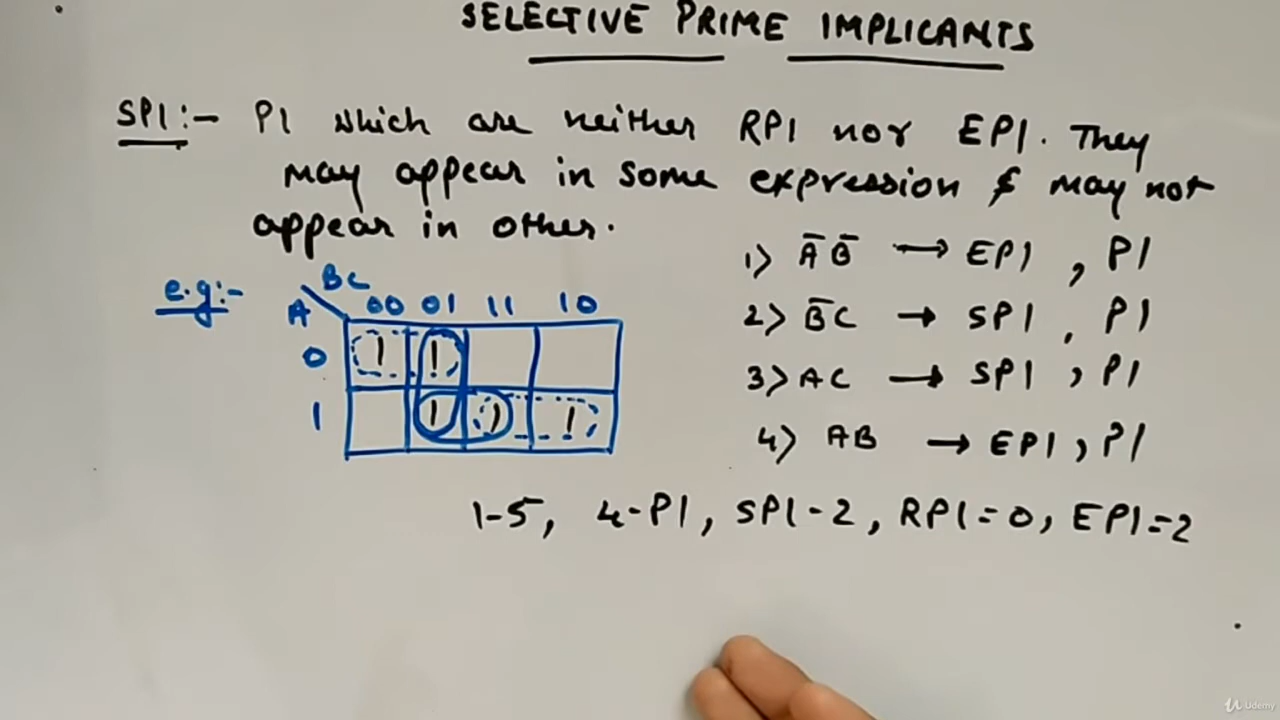 SELECTIVE PRIME IMPLICANTS
SPI:- PI which are neither RPI nor EPI. They
may appear in some expression & may not
appear in other.
1) A̅ B̅ → EPI, PI
2) B̅C → SPI, PI
3) AC → SPI, PI
4) AB → EPI, PI
e.g:-
BC
A 00 01 11 10
0 1 1
1 1 1 1
1-5, 4-PI, SPI-2, RPI=0, EPI=2
Udemy